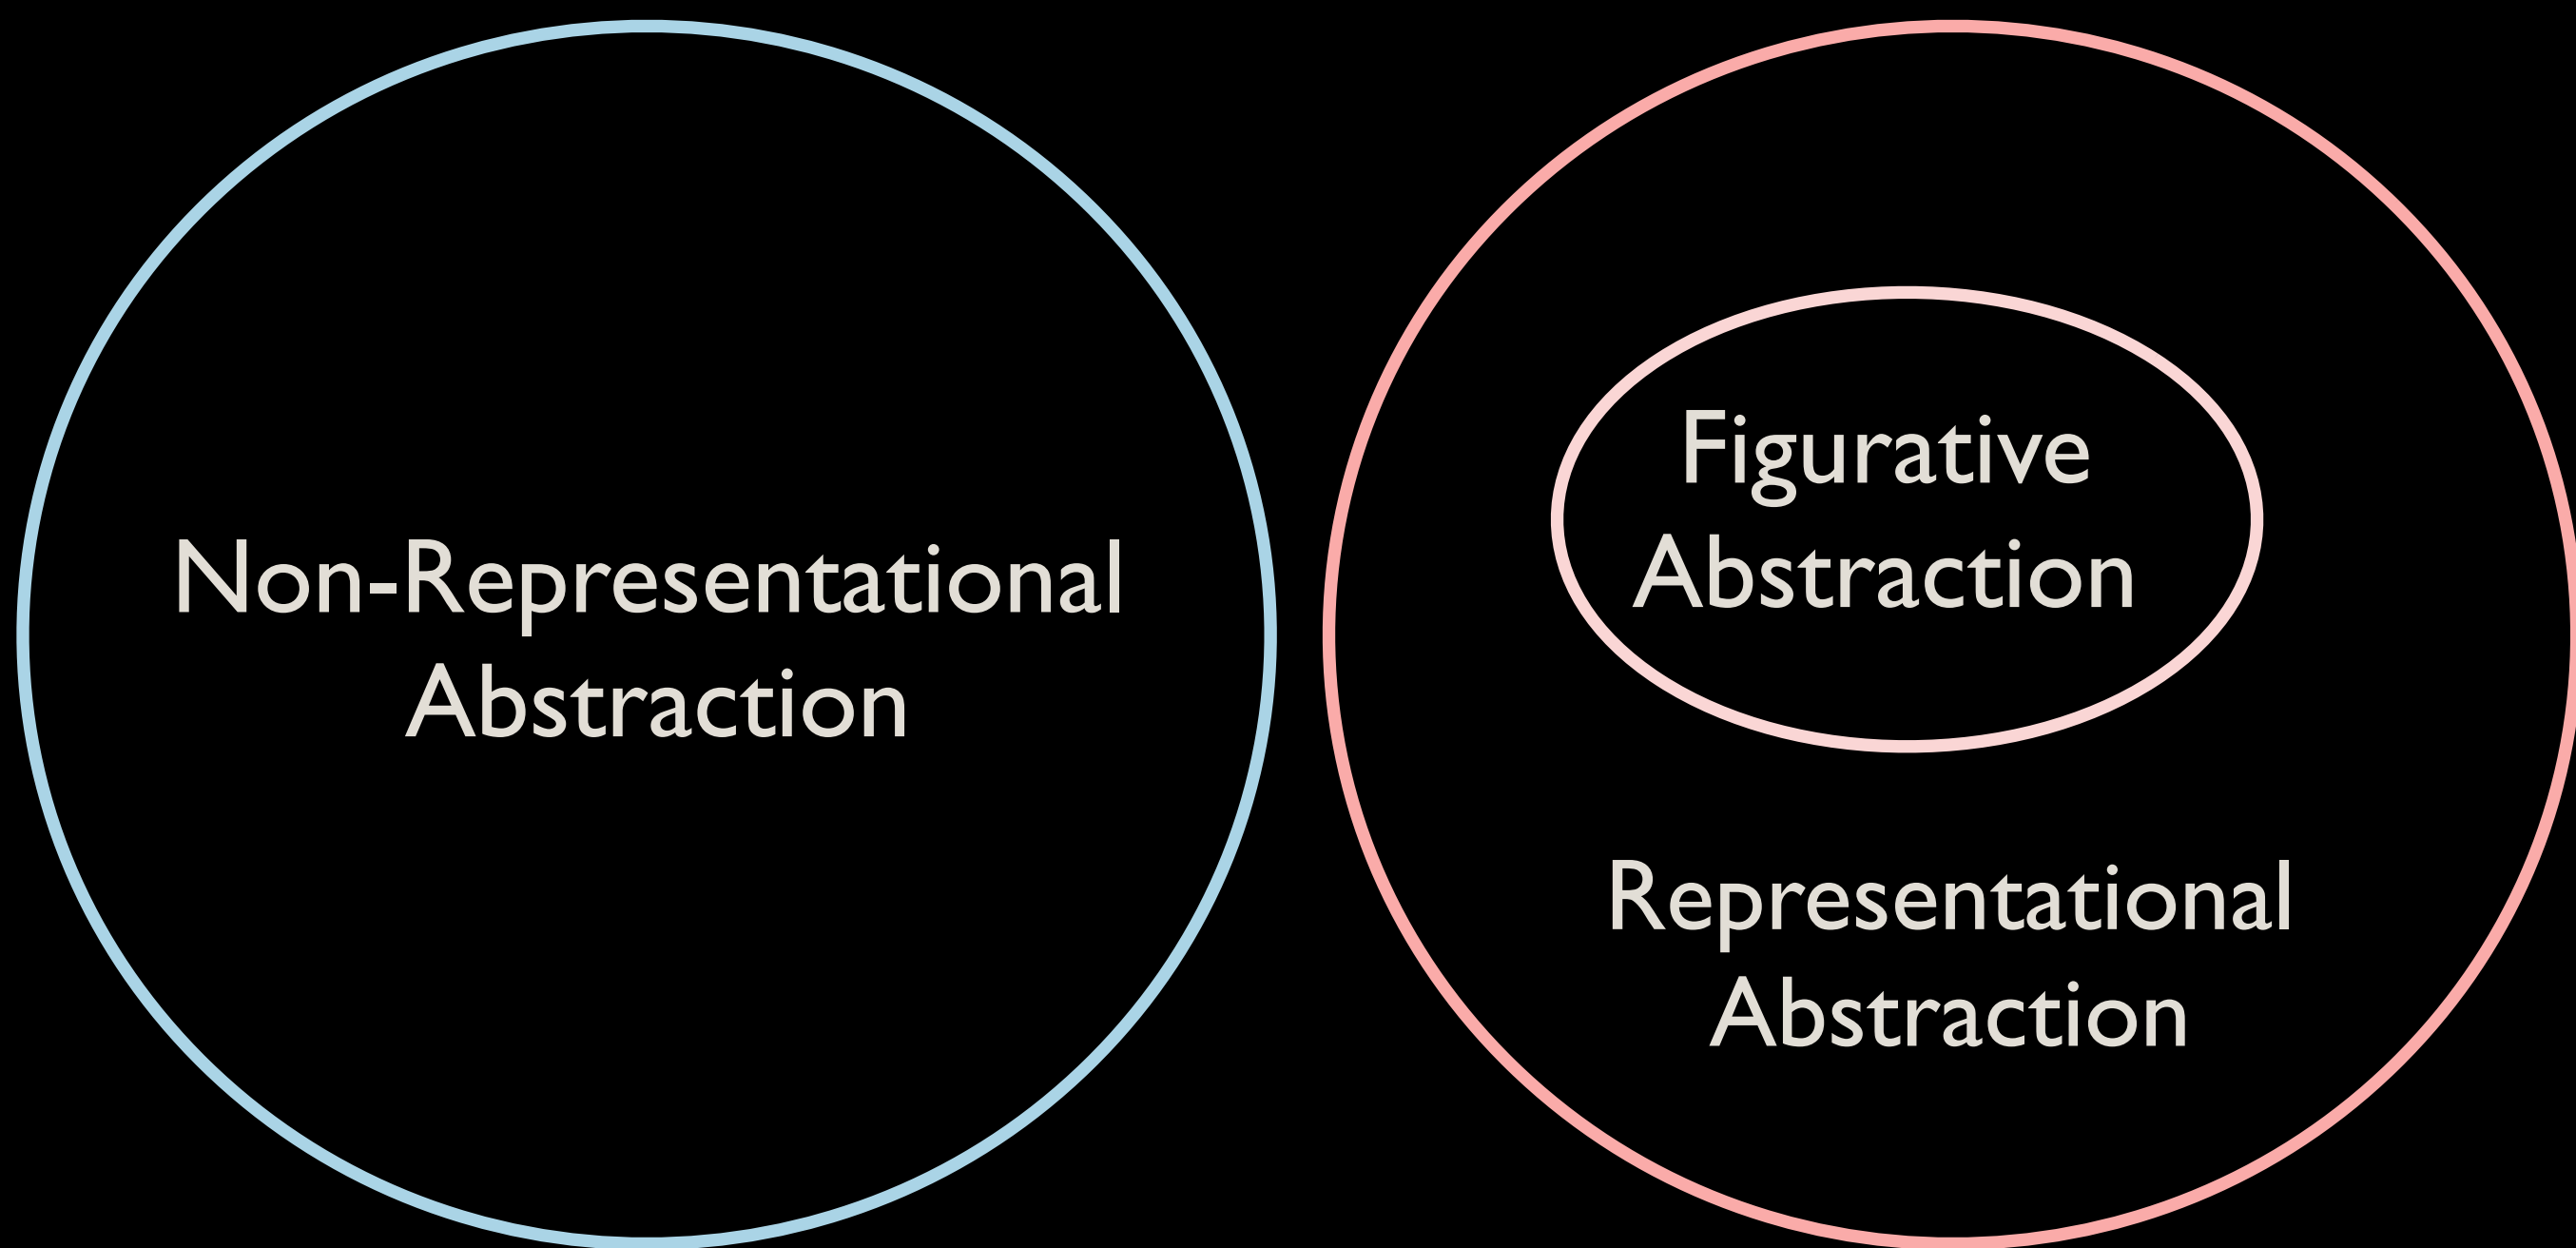 Non-Representational
Abstraction
Figurative
Abstraction
Representational
Abstraction